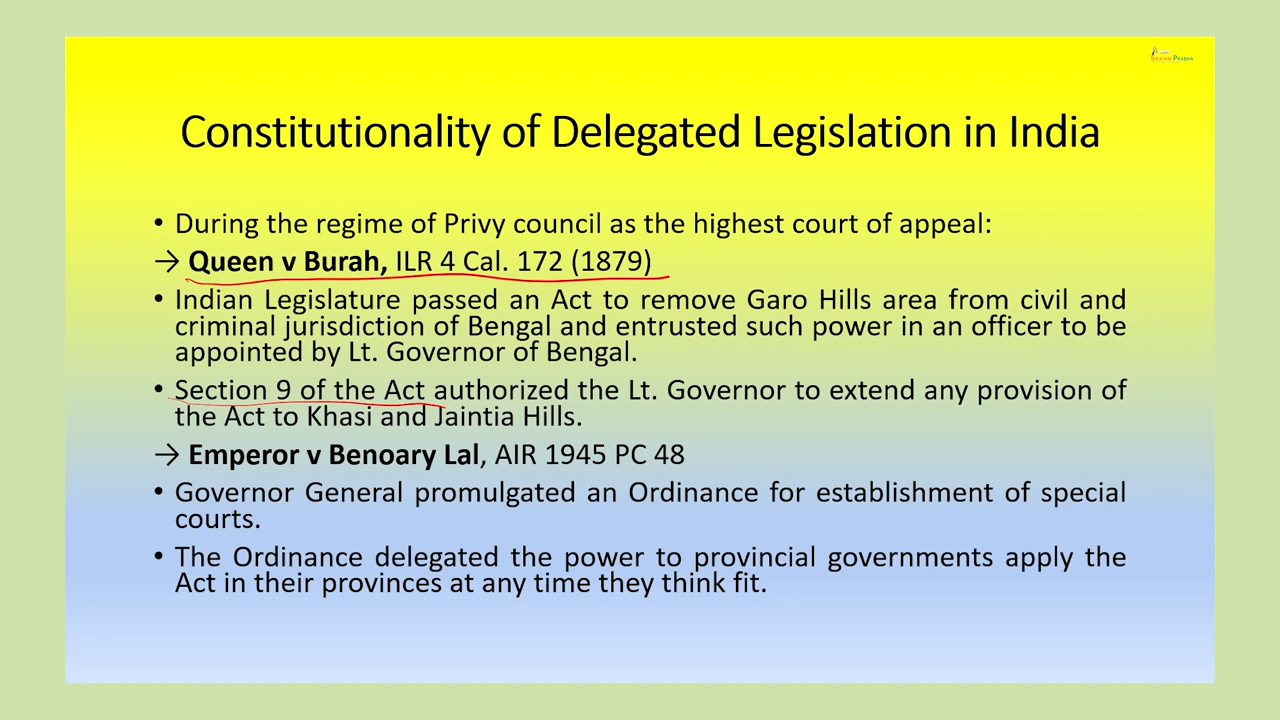 SWAYAM PRABHA
Constitutionality of Delegated Legislation in India
• During the regime of Privy council as the highest court of appeal:
→ Queen v Burah, ILR 4 Cal. 172 (1879)
• Indian Legislature passed an Act to remove Garo Hills area from civil and
criminal jurisdiction of Bengal and entrusted such power in an officer to be
appointed by Lt. Governor of Bengal.
• Section 9 of the Act authorized the Lt. Governor to extend any provision of
the Act to Khasi and Jaintia Hills.
→ Emperor v Benoary Lal, AIR 1945 PC 48
• Governor General promulgated an Ordinance for establishment of special
courts.
• The Ordinance delegated the power to provincial governments apply the
Act in their provinces at any time they think fit.